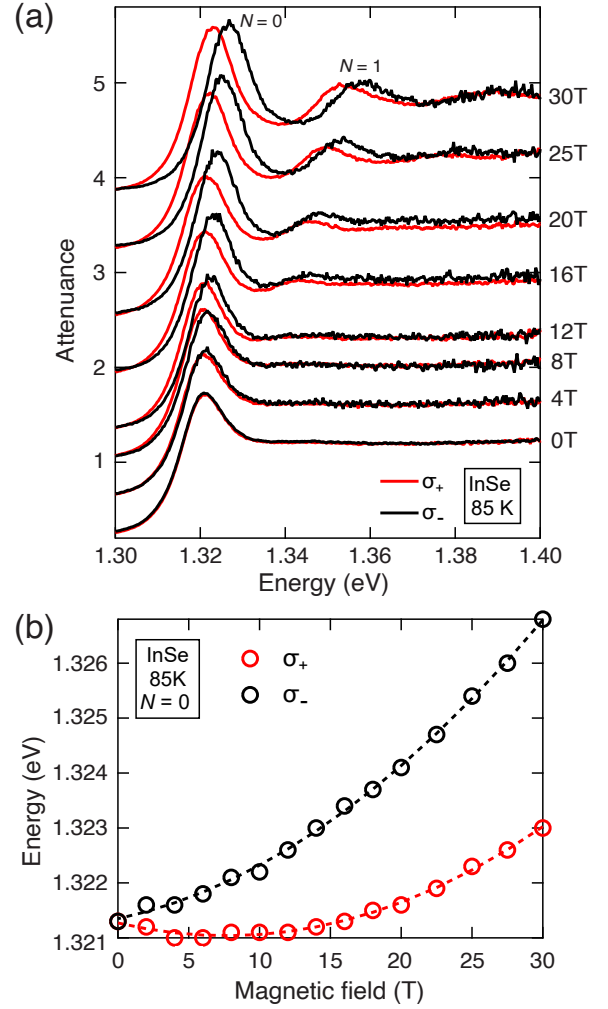 (a)
N = 0
N = 1
5
4
3
2
1
Attenuance
30T
25T
20T
16T
12T
8T
4T
0T
σ+
σ-
InSe
85 K
1.30 1.32 1.34 1.36 1.38 1.40
Energy (eV)
(b)
InSe
85K
N = 0
σ+
σ-
1.326
1.325
1.324
1.323
1.322
1.321
Energy (eV)
0 5 10 15 20 25 30
Magnetic field (T)